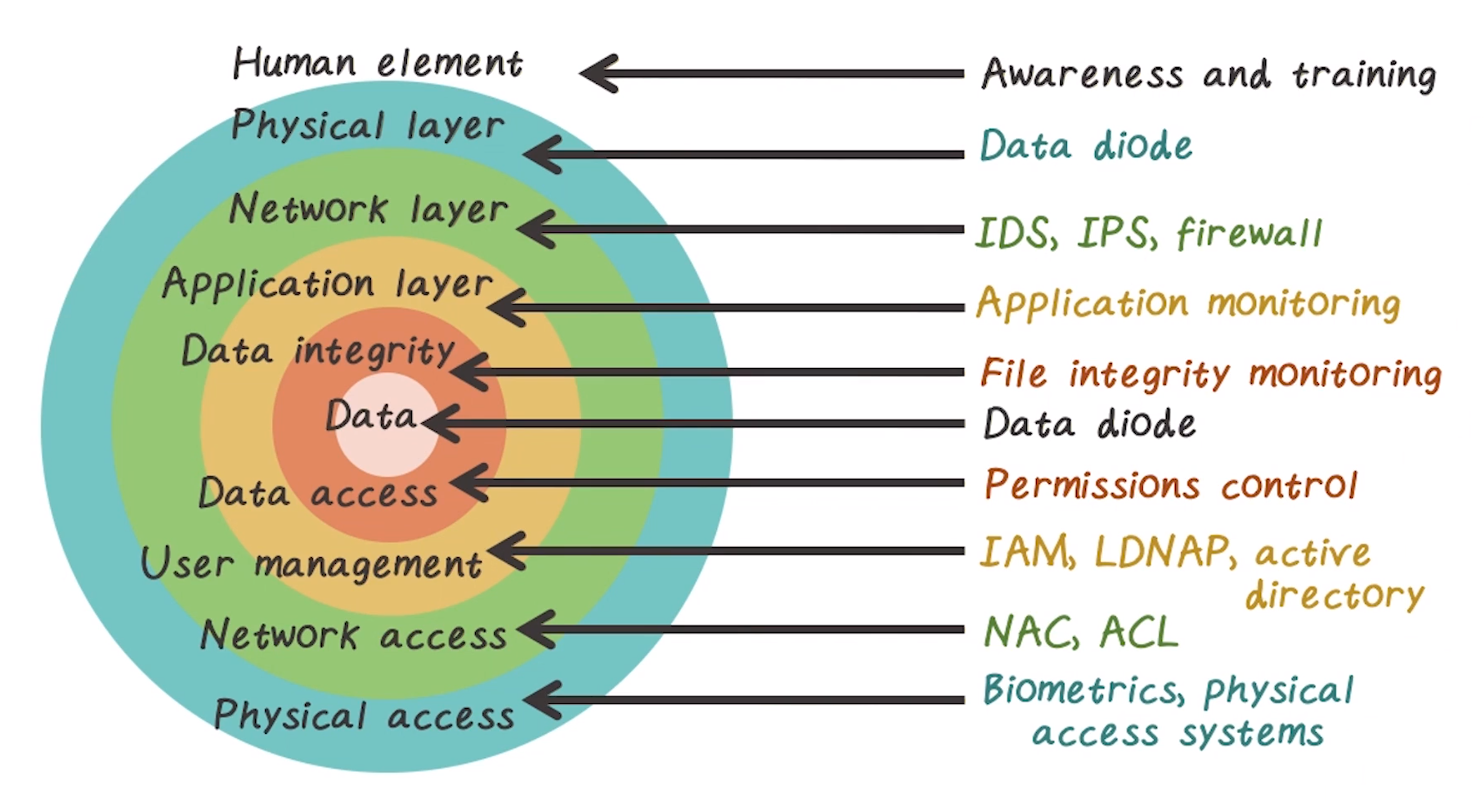 Human element
Awareness and training
Physical layer
Data diode
Network layer
IDS, IPS, firewall
Application layer
Application monitoring
Data integrity
File integrity monitoring
Data
Data diode
Data access
Permissions control
User management
IAM, LDNAP, active
directory
Network access
NAC, ACL
Physical access
Biometrics, physical
access systems